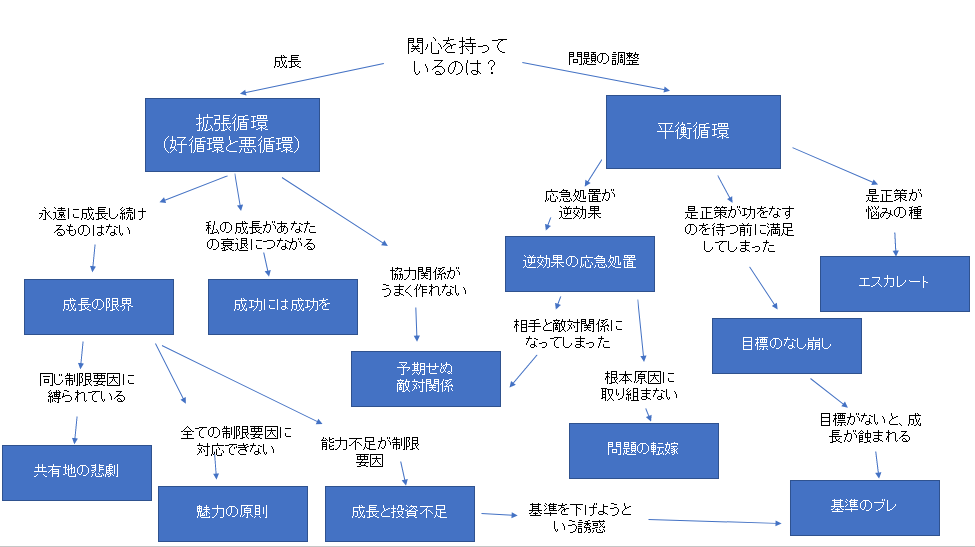 関心を持って
いるのは？
成長
問題の調整
拡張循環
（好循環と悪循環）
平衡循環
永遠に成長し続け
るものはない
私の成長があなた
の衰退につながる
協力関係が
うまく作れない
応急処置が
逆効果
是正策が功をなす
のを待つ前に満足
してしまった
是正策が
悩みの種
成長の限界
成功には成功を
予期せぬ
敵対関係
逆効果の応急処置
エスカレート
相手と敵対関係に
なってしまった
目標のなし崩し
同じ制限要因に
縛られている
全ての制限要因に
対応できない
能力不足が制限
要因
根本原因に
取り組まない
目標がないと、成
長が蝕まれる
共有地の悲劇
魅力の原則
成長と投資不足
問題の転嫁
基準を下げようと
いう誘惑
基準のブレ